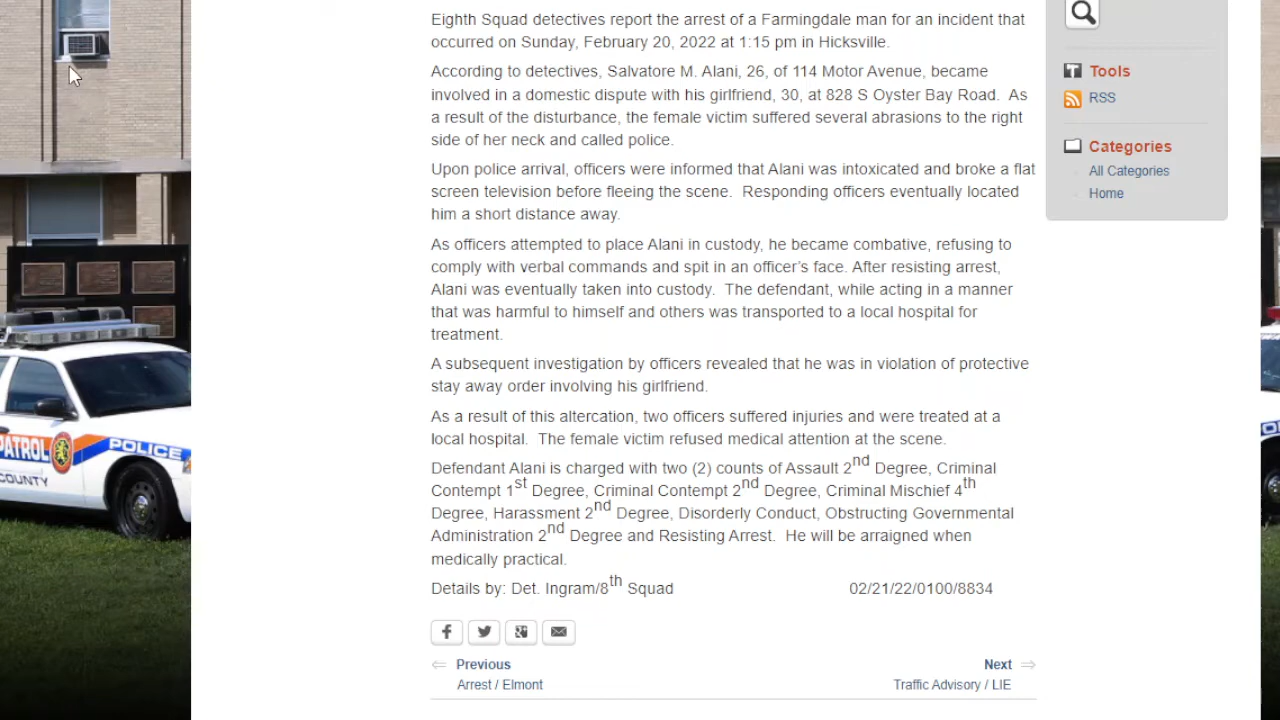 Eighth Squad detectives report the arrest of a Farmingdale man for an incident that
occurred on Sunday, February 20, 2022 at 1:15 pm in Hicksville.
According to detectives, Salvatore M. Alani, 26, of 114 Motor Avenue, became
involved in a domestic dispute with his girlfriend, 30, at 828 S Oyster Bay Road.  As
a result of the disturbance, the female victim suffered several abrasions to the right
side of her neck and called police.
Upon police arrival, officers were informed that Alani was intoxicated and broke a flat
screen television before fleeing the scene.  Responding officers eventually located
him a short distance away.
As officers attempted to place Alani in custody, he became combative, refusing to
comply with verbal commands and spit in an officer's face. After resisting arrest,
Alani was eventually taken into custody.  The defendant, while acting in a manner
that was harmful to himself and others was transported to a local hospital for
treatment.
A subsequent investigation by officers revealed that he was in violation of protective
stay away order involving his girlfriend.
As a result of this altercation, two officers suffered injuries and were treated at a
local hospital.  The female victim refused medical attention at the scene.
Defendant Alani is charged with two (2) counts of Assault 2nd Degree, Criminal
Contempt 1st Degree, Criminal Contempt 2nd Degree, Criminal Mischief 4th
Degree, Harassment 2nd Degree, Disorderly Conduct, Obstructing Governmental
Administration 2nd Degree and Resisting Arrest.  He will be arraigned when
medically practical.
Details by: Det. Ingram/8th Squad 02/21/22/0100/8834
Previous
Arrest / Elmont
Next
Traffic Advisory / LIE
Tools
RSS
Categories
All Categories
Home
PATROL
POLICE
COUNTY